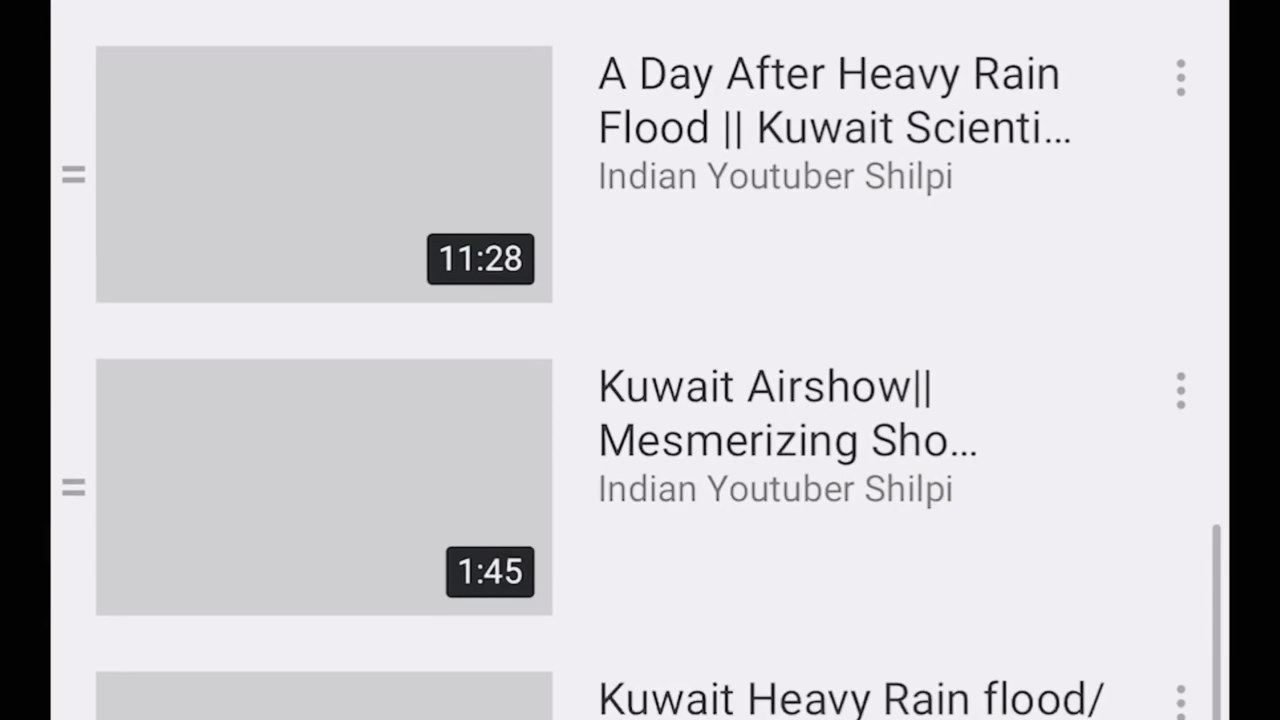 A Day After Heavy Rain
Flood || Kuwait Scienti...
Indian Youtuber Shilpi
11:28
Kuwait Airshow||
Mesmerizing Sho...
Indian Youtuber Shilpi
1:45
Kuwait Heavy Rain flood/